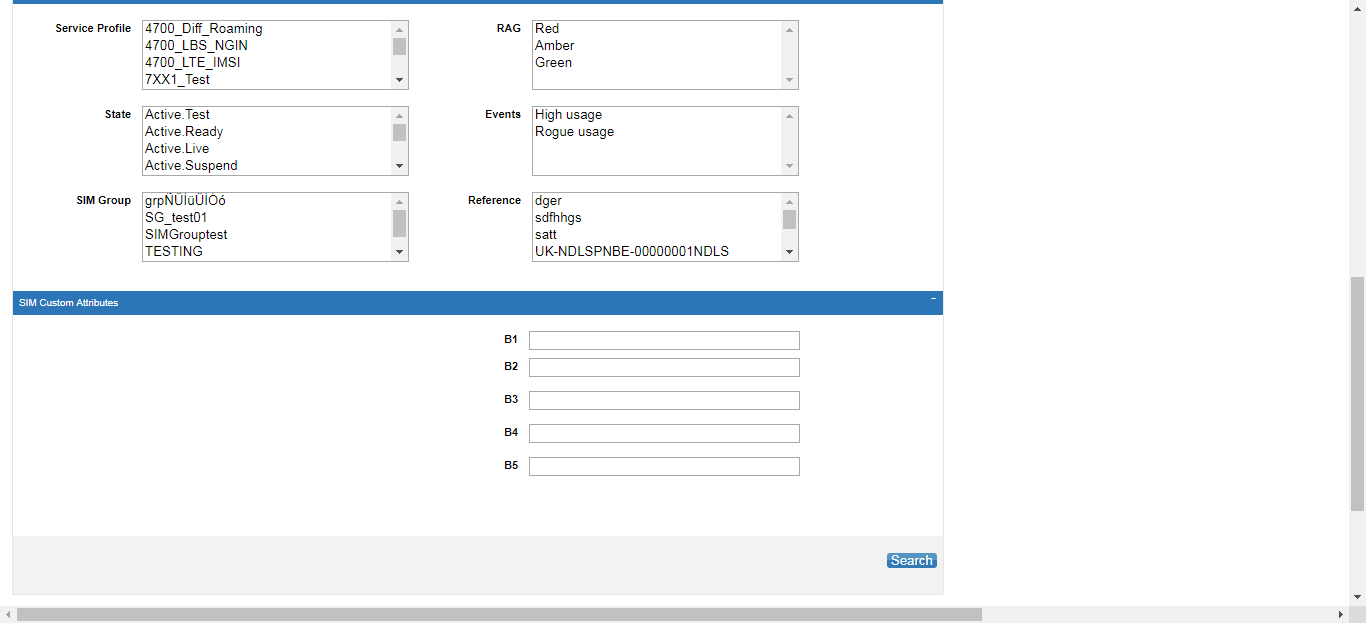 Service Profile
4700_Diff_Roaming
4700_LBS_NGIN
4700_LTE_IMSI
7XX1_Test
RAG
Red
Amber
Green
State
Active.Test
Active.Ready
Active.Live
Active.Suspend
Events
High usage
Rogue usage
SIM Group
grpÑÜÍüÜÍÓó
SG_test01
SIMGrouptest
TESTING
Reference
dger
sdfhhgs
satt
UK-NDLSPNBE-00000001NDLS
SIM Custom Attributes
B1
B2
B3
B4
B5
Search